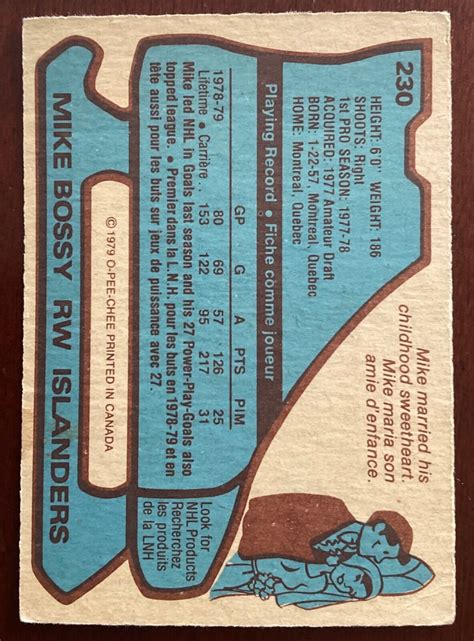 230
HEIGHT: 6'0" WEIGHT: 186
SHOOTS: Right
1st PRO SEASON: 1977-78
ACQUIRED: 1977 Amateur Draft
BORN: 1-22-57, Montreal, Quebec
HOME: Montreal, Quebec
Playing Record • Fiche comme joueur
GP G A PTS PIM
1978-79 80 69 57 126 25
Lifetime • Carrière . . 153 122 95 217 31
Mike led NHL in Goals last season and his 27 Power-Play-Goals also
topped league. • Premier dans la L.N.H. pour les buts en 1978-79 et en
tête aussi pour les buts sur jeux de puissance avec 27.
Mike married his
childhood sweetheart.
Mike maria son
amie d'enfance.
Look for
NHL Products
Recherchez
les produits
de la LNH
MIKE BOSSY RW ISLANDERS
© 1979 O-PEE-CHEE PRINTED IN CANADA